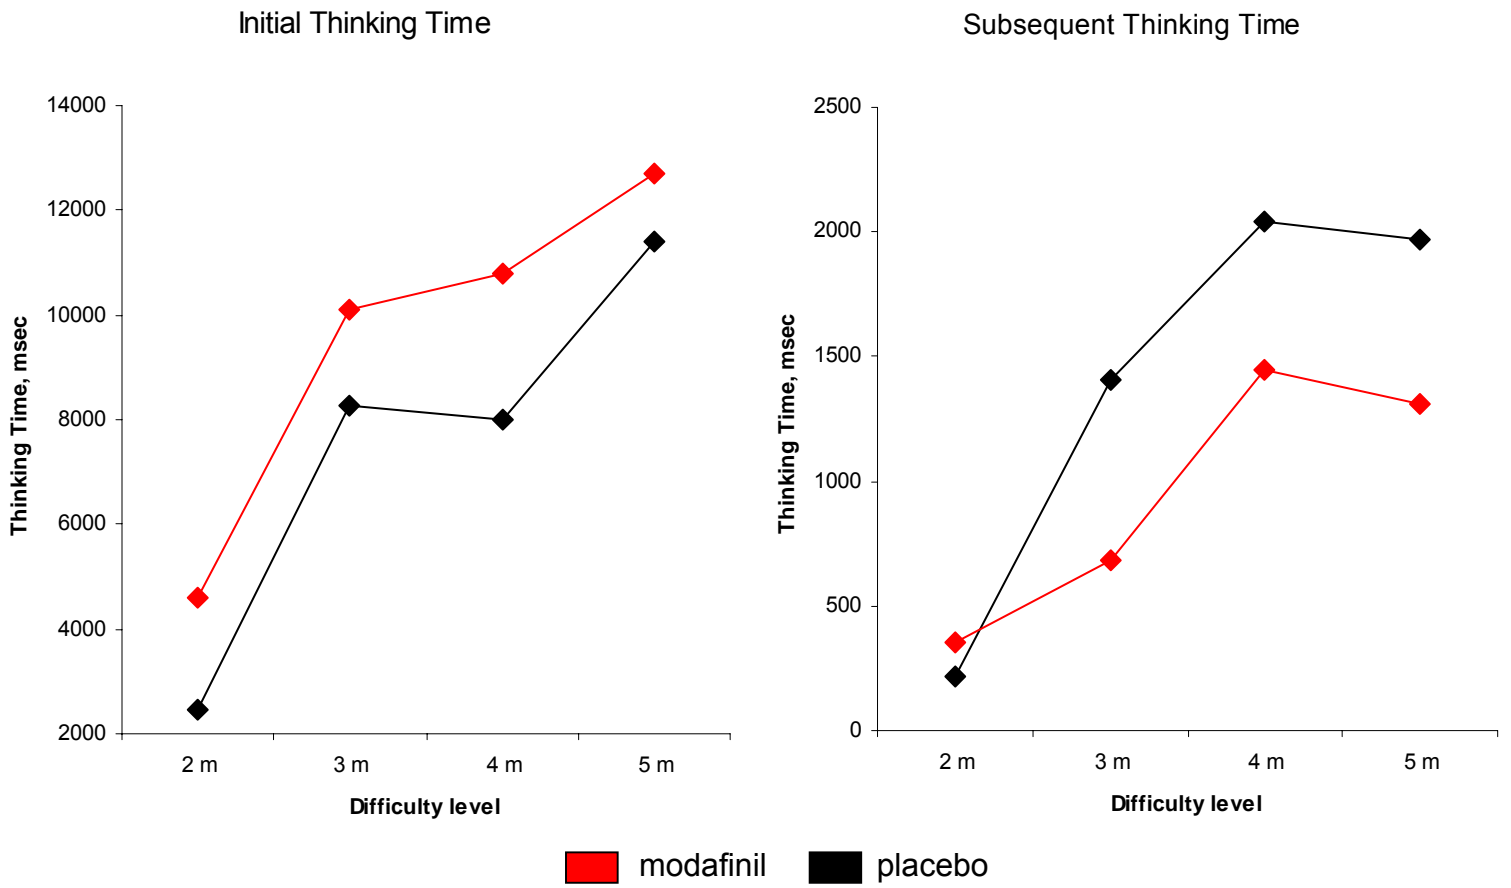 Initial Thinking Time
14000
12000
10000
8000
6000
4000
2000
Thinking Time, msec
2 m 3 m 4 m 5 m
Difficulty level
Subsequent Thinking Time
2500
2000
1500
1000
500
0
Thinking Time, msec
2 m 3 m 4 m 5 m
Difficulty level
modafinil placebo